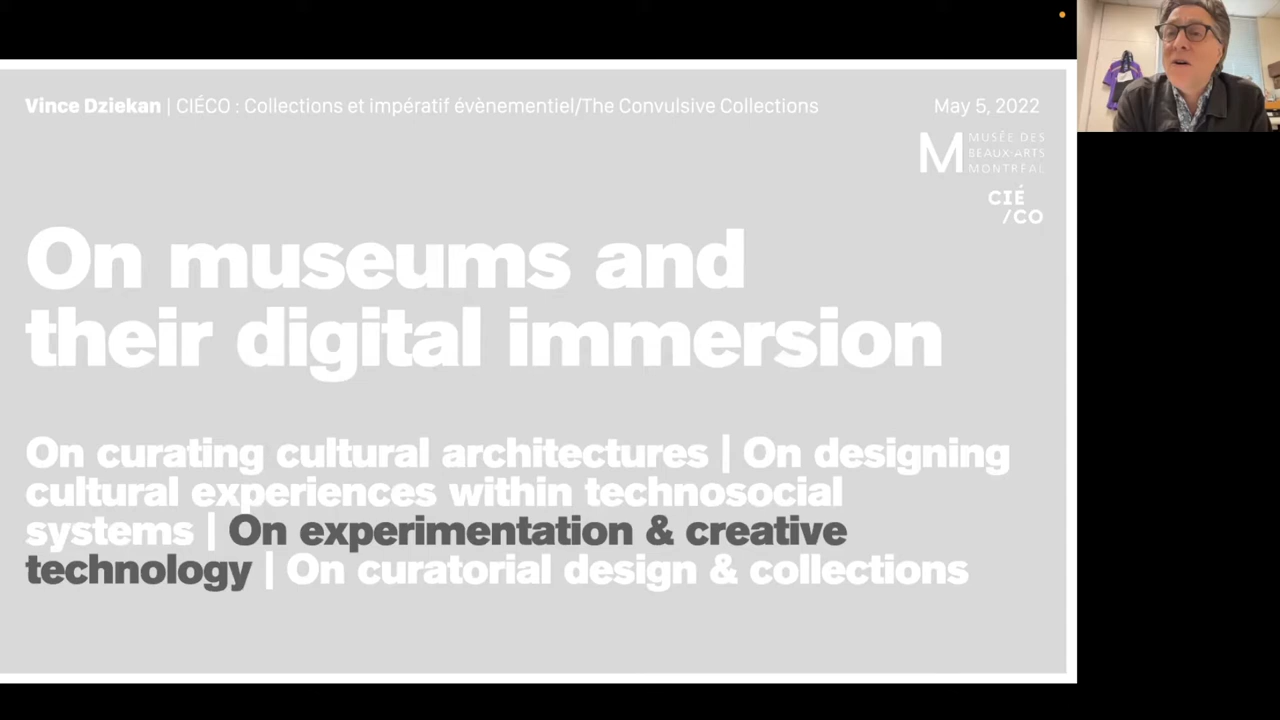 Vince Dziekan | CIÉCO : Collections et impératif évènementiel/The Convulsive Collections
May 5, 2022
M MUSÉE DES
BEAUX-ARTS
MONTRÉAL
CIÉ
/CO
On museums and
their digital immersion
On curating cultural architectures | On designing
cultural experiences within technosocial
systems | On experimentation & creative
technology | On curatorial design & collections